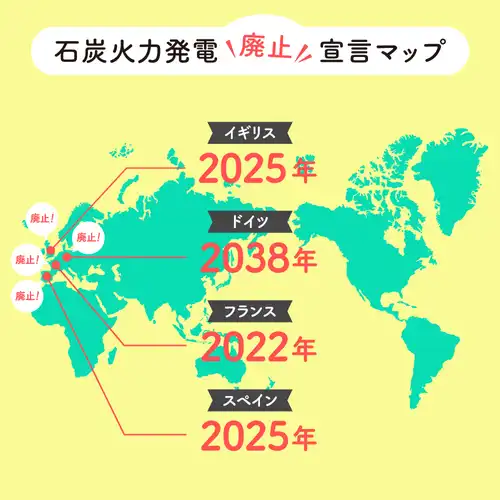 石炭火力発電 廃止 宣言マップ
イギリス
2025年
ドイツ
2038年
フランス
2022年
スペイン
2025年
廃止!
廃止!
廃止!
廃止!